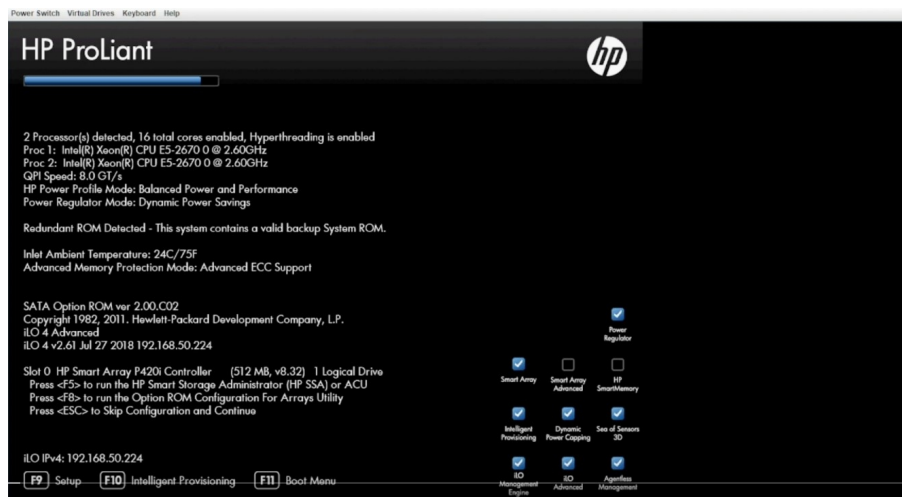 Power Switch Virtual Drives Keyboard Help
HP ProLiant
hp
2 Processor(s) detected, 16 total cores enabled, Hyperthreading is enabled
Proc 1: Intel(R) Xeon(R) CPU E5-2670 0 @ 2.60GHz
Proc 2: Intel(R) Xeon(R) CPU E5-2670 0 @ 2.60GHz
QPI Speed: 8.0 GT/s
HP Power Profile Mode: Balanced Power and Performance
Power Regulator Mode: Dynamic Power Savings
Redundant ROM Detected - This system contains a valid backup System ROM.
Inlet Ambient Temperature: 24C/75F
Advanced Memory Protection Mode: Advanced ECC Support
SATA Option ROM ver 2.00.C02
Copyright 1982, 2011. Hewlett-Packard Development Company, L.P.
iLO 4 Advanced
iLO 4 v2.61 Jul 27 2018 192.168.50.224
Slot 0 HP Smart Array P420i Controller (512 MB, v8.32) 1 Logical Drive
Press <F5> to run the HP Smart Storage Administrator (HP SSA) or ACU
Press <F8> to run the Option ROM Configuration For Arrays Utility
Press <ESC> to Skip Configuration and Continue
Power
Regulator
Smart Array
Smart Array
Advanced
HP
SmartMemory
Intelligent
Provisioning
Dynamic
Power Capping
Sea of Sensors
3D
iLO
Management
Engine
iLO
Advanced
Agentless
Management
iLO IPv4: 192.168.50.224
F9 Setup F10 Intelligent Provisioning F11 Boot Menu